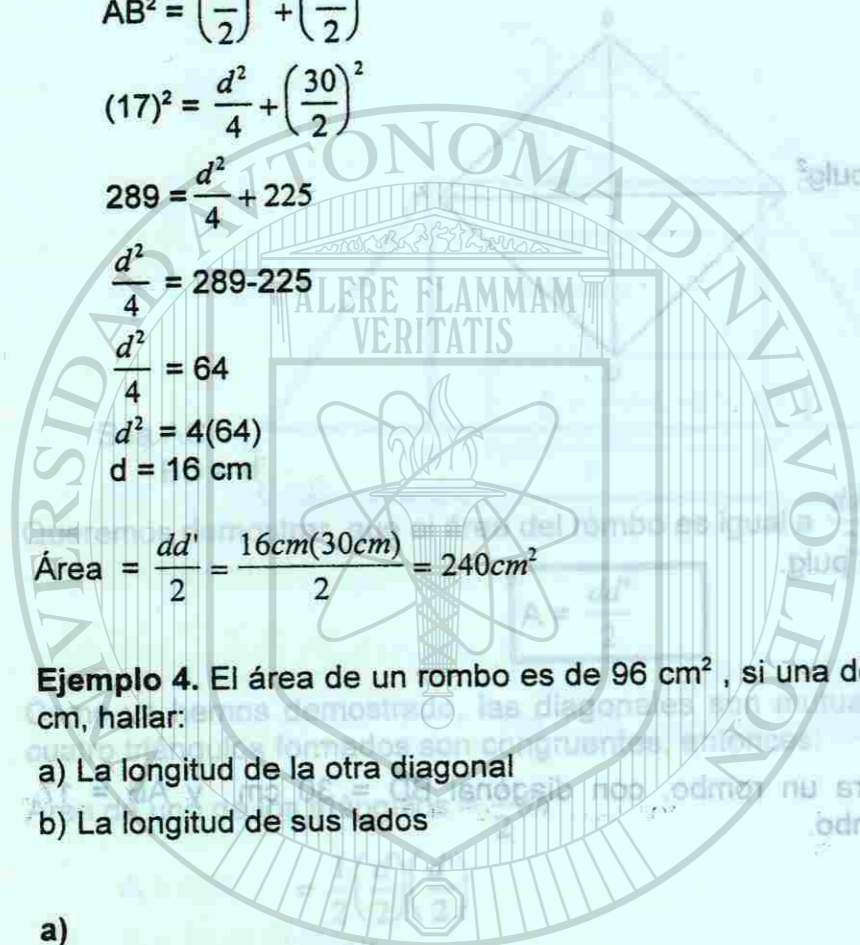 AB² = (—/2) + (—/2)
(17)² = d²/4 + (30/2)²
289 = d²/4 + 225
d²/4 = 289-225
d²/4 = 64
d² = 4(64)
d = 16 cm
Área = dd'/2 = 16cm(30cm)/2 = 240cm²
Ejemplo 4. El área de un rombo es de 96 cm² , si una
cm, hallar:
a) La longitud de la otra diagonal
b) La longitud de sus lados
a)
ALERE FLAMMAM
VERITATIS